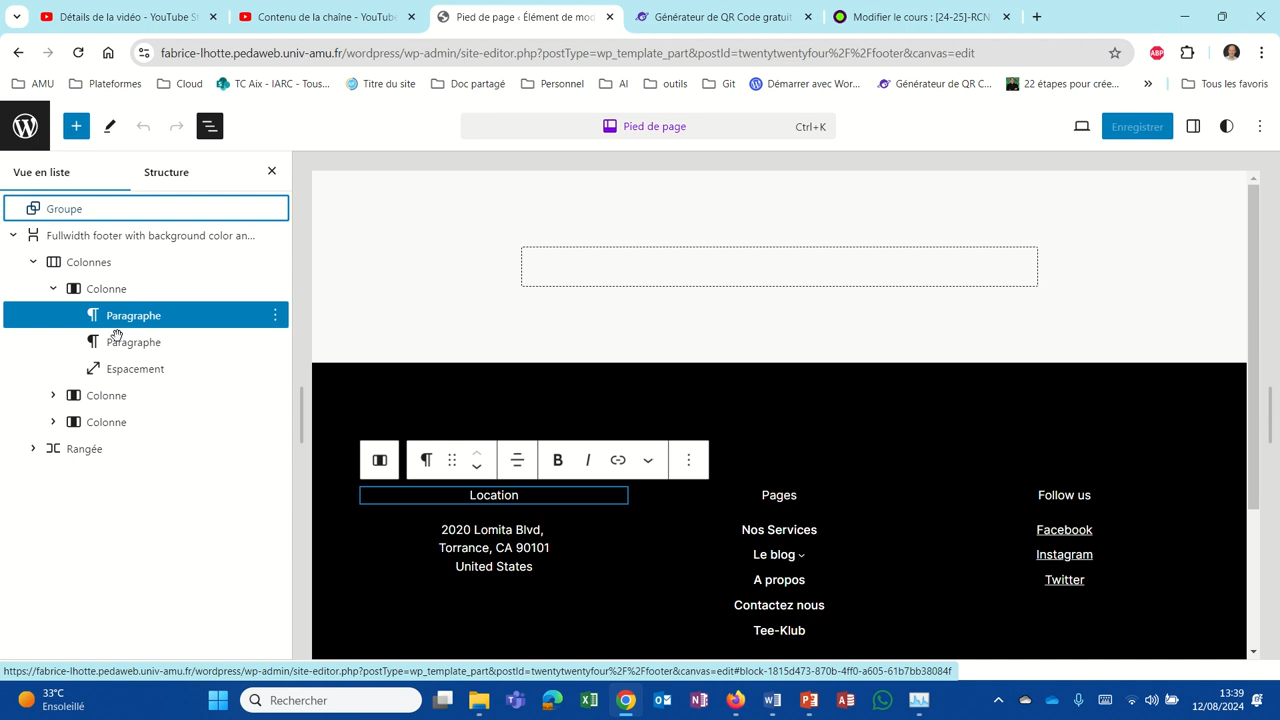 Détails de la vidéo - YouTube St
Contenu de la chaîne - YouTube
Pied de page ‹ Élément de mod
Générateur de QR Code gratuit
Modifier le cours : [24-25]-RCN
fabrice-lhotte.pedaweb.univ-amu.fr/wordpress/wp-admin/site-editor.php?postType=wp_template_part&postId=twentytwentyfour%2F%2Ffooter&canvas=edit
ABP
AMU
Plateformes
Cloud
TC Aix - IARC - Tous...
Titre du site
Doc partagé
Personnel
AI
outils
Git
Démarrer avec Wor...
Générateur de QR C...
22 étapes pour crée...
»
Tous les favoris
Pied de page
Ctrl+K
Enregistrer
Vue en liste
Structure
Groupe
Fullwidth footer with background color an...
Colonnes
Colonne
Paragraphe
Paragraphe
Espacement
Colonne
Colonne
Rangée
B I
Location
2020 Lomita Blvd,
Torrance, CA 90101
United States
Pages
Nos Services
Le blog
A propos
Contactez nous
Tee-Klub
Follow us
Facebook
Instagram
Twitter
https://fabrice-lhotte.pedaweb.univ-amu.fr/wordpress/wp-admin/site-editor.php?postType=wp_template_part&postId=twentytwentyfour%2F%2Ffooter&canvas=edit#block-1815d473-870b-4ff0-a605-61b7bb38084f
33°C
Ensoleillé
Rechercher
13:39
12/08/2024